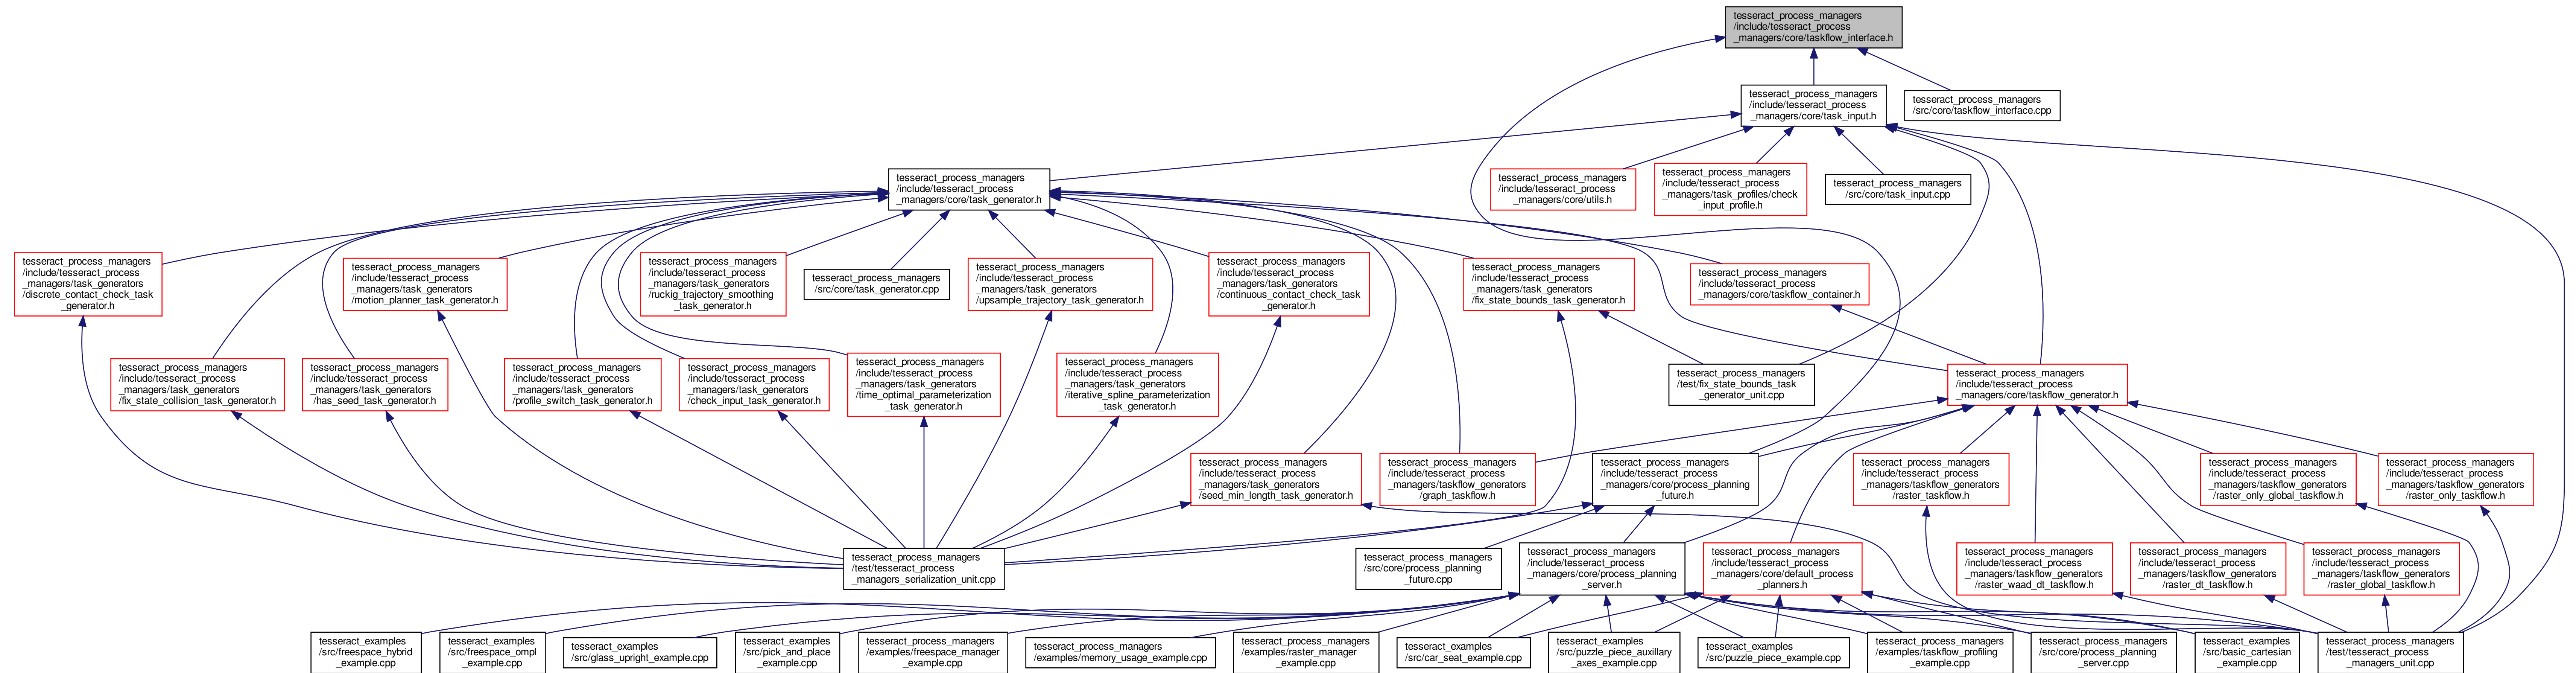 tesseract_process_managers
/include/tesseract_process
_managers/core/taskflow_interface.h
tesseract_process_managers
/include/tesseract_process
_managers/core/task_input.h
tesseract_process_managers
/src/core/taskflow_interface.cpp
tesseract_process_managers
/include/tesseract_process
_managers/core/task_generator.h
tesseract_process_managers
/include/tesseract_process
_managers/core/utils.h
tesseract_process_managers
/include/tesseract_process
_managers/task_profiles/check
_input_profile.h
tesseract_process_managers
/src/core/task_input.cpp
tesseract_process_managers
/include/tesseract_process
_managers/task_generators
/discrete_contact_check_task
_generator.h
tesseract_process_managers
/include/tesseract_process
_managers/task_generators
/motion_planner_task_generator.h
tesseract_process_managers
/include/tesseract_process
_managers/task_generators
/ruckig_trajectory_smoothing
_task_generator.h
tesseract_process_managers
/src/core/task_generator.cpp
tesseract_process_managers
/include/tesseract_process
_managers/task_generators
/upsample_trajectory_task_generator.h
tesseract_process_managers
/include/tesseract_process
_managers/task_generators
/continuous_contact_check_task
_generator.h
tesseract_process_managers
/include/tesseract_process
_managers/task_generators
/fix_state_bounds_task_generator.h
tesseract_process_managers
/include/tesseract_process
_managers/core/taskflow_container.h
tesseract_process_managers
/include/tesseract_process
_managers/task_generators
/fix_state_collision_task_generator.h
tesseract_process_managers
/include/tesseract_process
_managers/task_generators
/has_seed_task_generator.h
tesseract_process_managers
/include/tesseract_process
_managers/task_generators
/profile_switch_task_generator.h
tesseract_process_managers
/include/tesseract_process
_managers/task_generators
/check_input_task_generator.h
tesseract_process_managers
/include/tesseract_process
_managers/task_generators
/time_optimal_parameterization
_task_generator.h
tesseract_process_managers
/include/tesseract_process
_managers/task_generators
/iterative_spline_parameterization
_task_generator.h
tesseract_process_managers
/test/fix_state_bounds_task
_generator_unit.cpp
tesseract_process_managers
/include/tesseract_process
_managers/core/taskflow_generator.h
tesseract_process_managers
/include/tesseract_process
_managers/task_generators
/seed_min_length_task_generator.h
tesseract_process_managers
/include/tesseract_process
_managers/taskflow_generators
/graph_taskflow.h
tesseract_process_managers
/include/tesseract_process
_managers/core/process_planning
_future.h
tesseract_process_managers
/include/tesseract_process
_managers/taskflow_generators
/raster_taskflow.h
tesseract_process_managers
/include/tesseract_process
_managers/taskflow_generators
/raster_only_global_taskflow.h
tesseract_process_managers
/include/tesseract_process
_managers/taskflow_generators
/raster_only_taskflow.h
tesseract_process_managers
/test/tesseract_process
_managers_serialization_unit.cpp
tesseract_process_managers
/src/core/process_planning
_future.cpp
tesseract_process_managers
/include/tesseract_process
_managers/core/process_planning
_server.h
tesseract_process_managers
/include/tesseract_process
_managers/core/default_process
_planners.h
tesseract_process_managers
/include/tesseract_process
_managers/taskflow_generators
/raster_waad_dt_taskflow.h
tesseract_process_managers
/include/tesseract_process
_managers/taskflow_generators
/raster_dt_taskflow.h
tesseract_process_managers
/include/tesseract_process
_managers/taskflow_generators
/raster_global_taskflow.h
tesseract_examples
/src/freespace_hybrid
_example.cpp
tesseract_examples
/src/freespace_ompl
_example.cpp
tesseract_examples
/src/glass_upright_example.cpp
tesseract_examples
/src/pick_and_place
_example.cpp
tesseract_process_managers
/examples/freespace_manager
_example.cpp
tesseract_process_managers
/examples/memory_usage_example.cpp
tesseract_process_managers
/examples/raster_manager
_example.cpp
tesseract_examples
/src/car_seat_example.cpp
tesseract_examples
/src/puzzle_piece_auxillary
_axes_example.cpp
tesseract_examples
/src/puzzle_piece_example.cpp
tesseract_process_managers
/examples/taskflow_profiling
_example.cpp
tesseract_process_managers
/src/core/process_planning
_server.cpp
tesseract_examples
/src/basic_cartesian
_example.cpp
tesseract_process_managers
/test/tesseract_process
_managers_unit.cpp